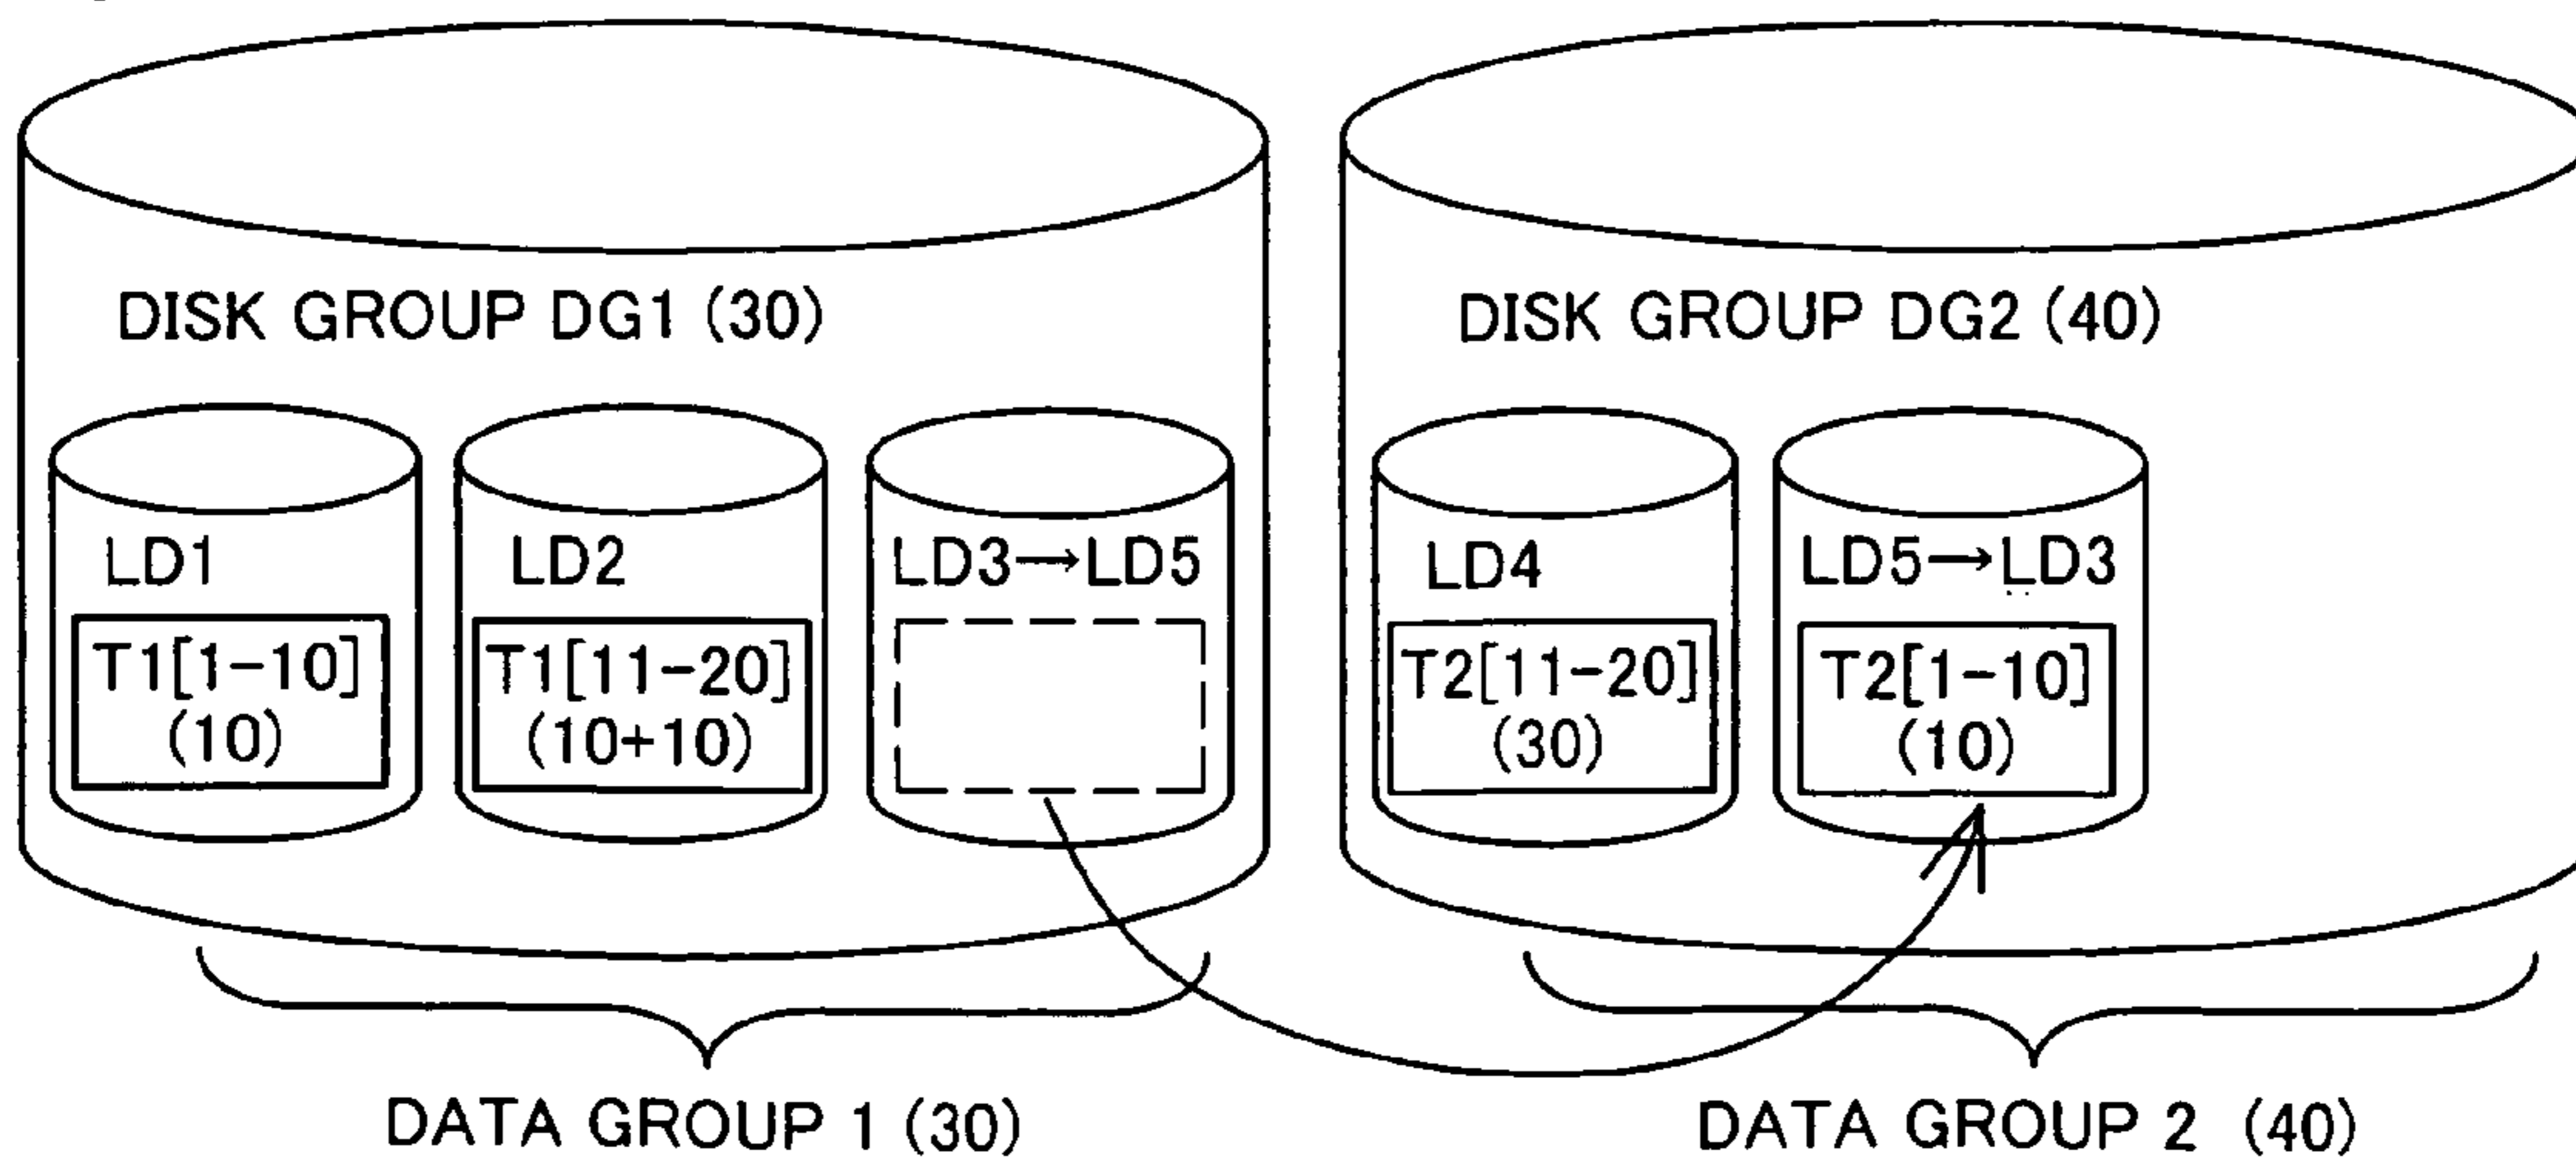 DISK GROUP DG1 (30)
DISK GROUP DG2 (40)
LD1
LD2
LD3→LD5
LD4
LD5→LD3
T1[1-10]
(10)
T1[11-20]
(10+10)
T2[11-20]
(30)
T2[1-10]
(10)
DATA GROUP 1 (30)
DATA GROUP 2 (40)